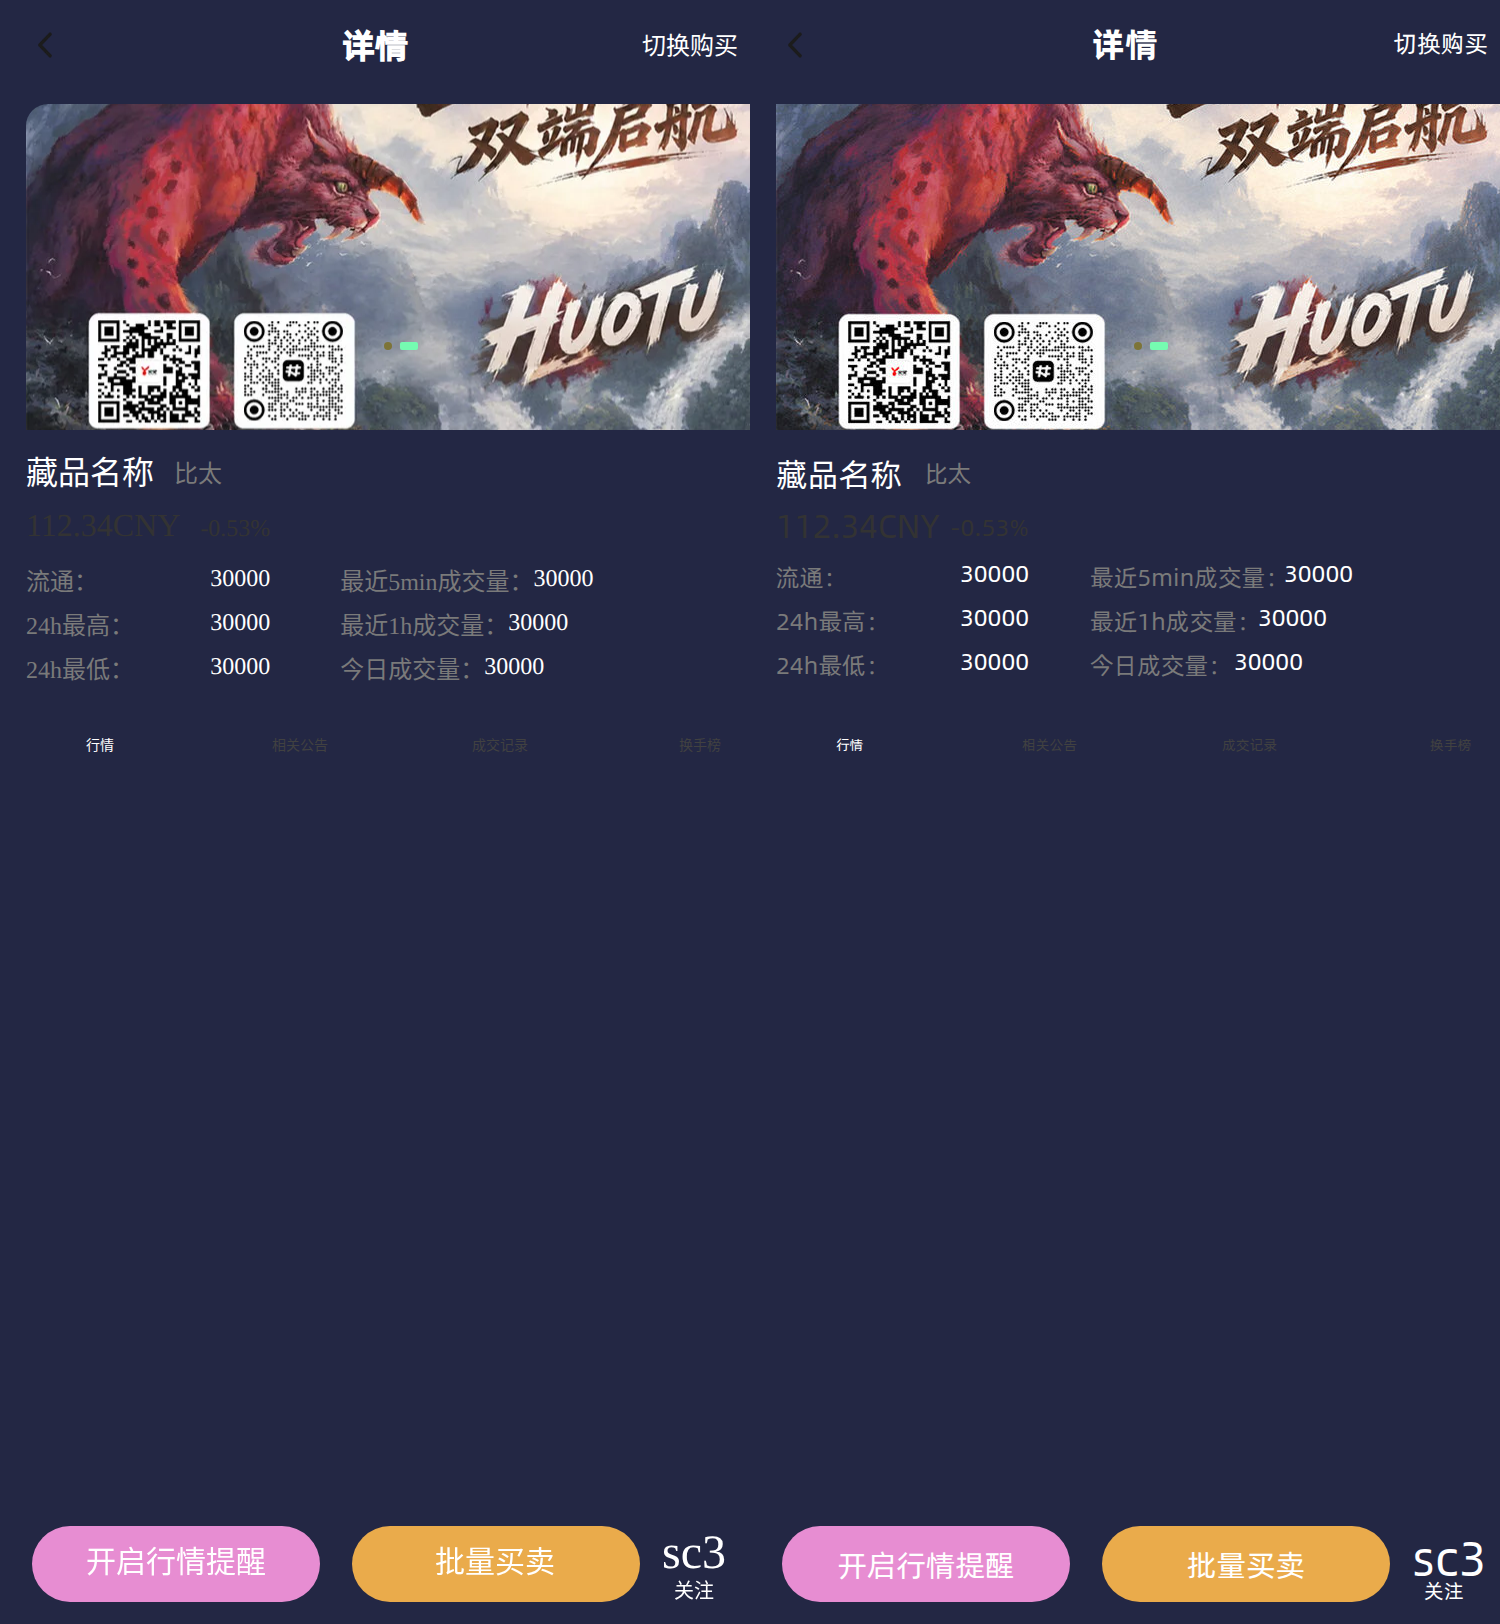 详情 切换购买
双端启航
HUOTU
藏品名称 比太
112.34CNY -0.53%
流通： 30000 最近5min成交量：30000
24h最高： 30000 最近1h成交量：30000
24h最低： 30000 今日成交量：30000
行情 相关公告 成交记录 换手榜
开启行情提醒 批量买卖 sc3
关注
详情 切换购买
双端启航
HUOTU
藏品名称 比太
112.34CNY -0.53%
流通： 30000 最近5min成交量：30000
24h最高： 30000 最近1h成交量：30000
24h最低： 30000 今日成交量：30000
行情 相关公告 成交记录 换手榜
开启行情提醒 批量买卖 sc3
关注